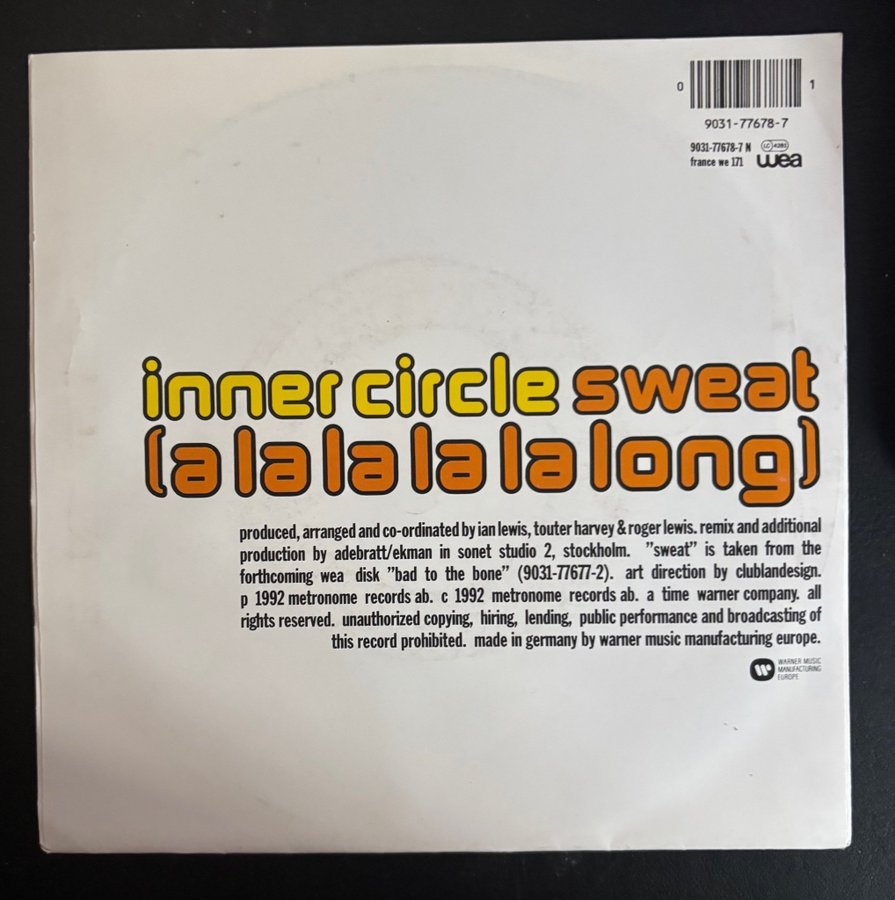 0 1
9031-77678-7
9031-77678-7 N LC 4281
france we 171 wea
inner circle sweat
(a la la la la long)
produced, arranged and co-ordinated by ian lewis, touter harvey & roger lewis. remix and additional
production by adebratt/ekman in sonet studio 2, stockholm. "sweat" is taken from the
forthcoming wea disk "bad to the bone" (9031-77677-2). art direction by clublandesign.
p 1992 metronome records ab. c 1992 metronome records ab. a time warner company. all
rights reserved. unauthorized copying, hiring, lending, public performance and broadcasting of
this record prohibited. made in germany by warner music manufacturing europe.
WARNER MUSIC
MANUFACTURING
EUROPE